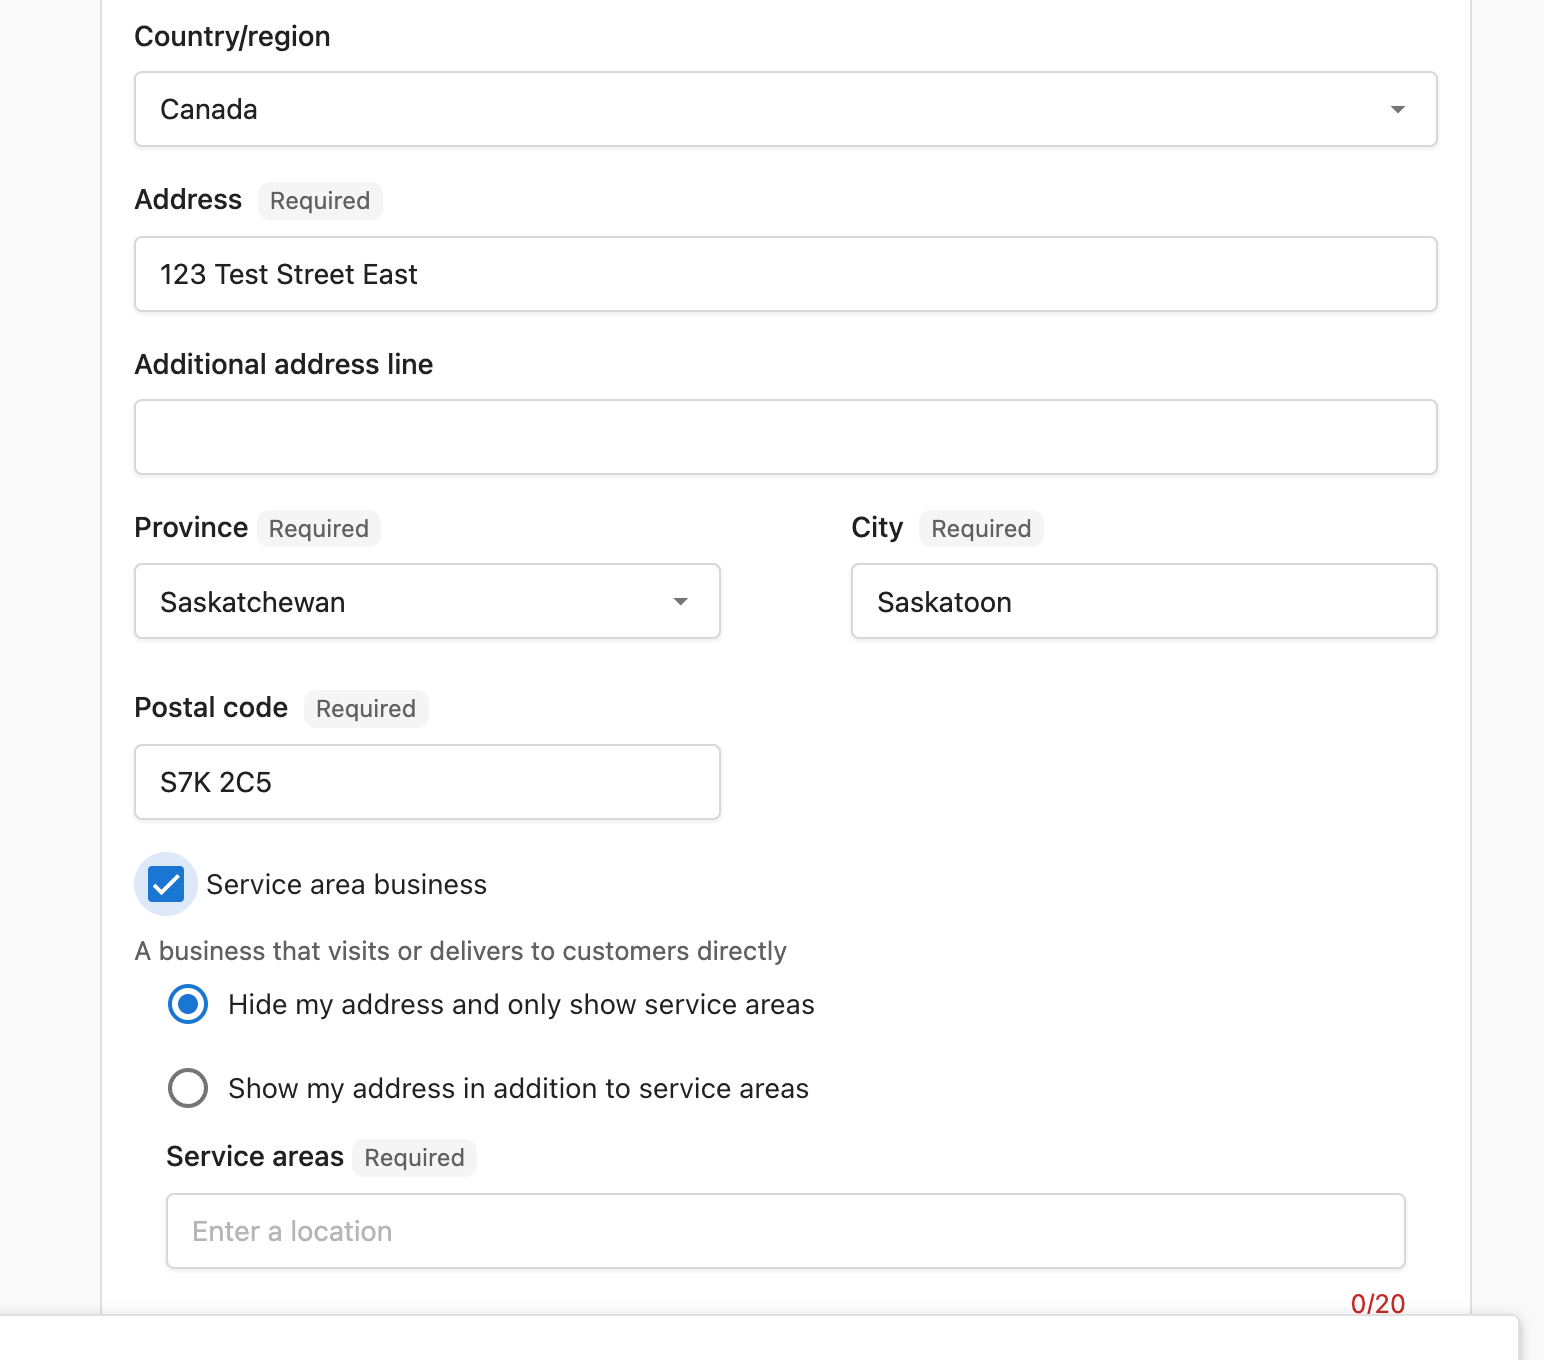 Country/region
Canada
Address Required
123 Test Street East
Additional address line
Province Required
City Required
Saskatchewan
Saskatoon
Postal code Required
S7K 2C5
Service area business
A business that visits or delivers to customers directly
Hide my address and only show service areas
Show my address in addition to service areas
Service areas Required
Enter a location
0/20